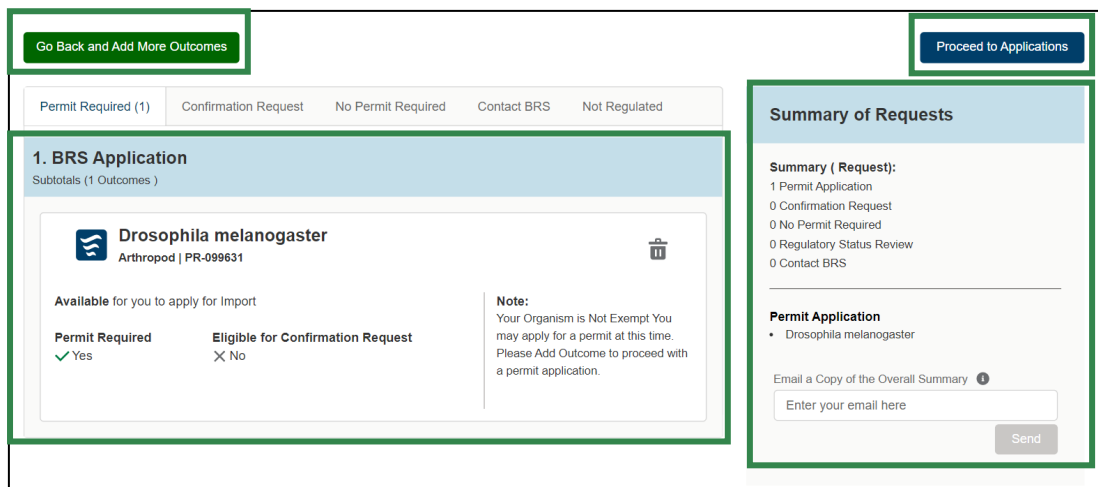 Go Back and Add More Outcomes
Proceed to Applications
Permit Required (1)
Confirmation Request
No Permit Required
Contact BRS
Not Regulated
1. BRS Application
Subtotals (1 Outcomes )
Drosophila melanogaster
Arthropod | PR-099631
Available for you to apply for Import
Permit Required
Yes
Eligible for Confirmation Request
No
Note:
Your Organism is Not Exempt You
may apply for a permit at this time.
Please Add Outcome to proceed with
a permit application.
Summary of Requests
Summary ( Request):
1 Permit Application
0 Confirmation Request
0 No Permit Required
0 Regulatory Status Review
0 Contact BRS
Permit Application
• Drosophila melanogaster
Email a Copy of the Overall Summary
Enter your email here
Send